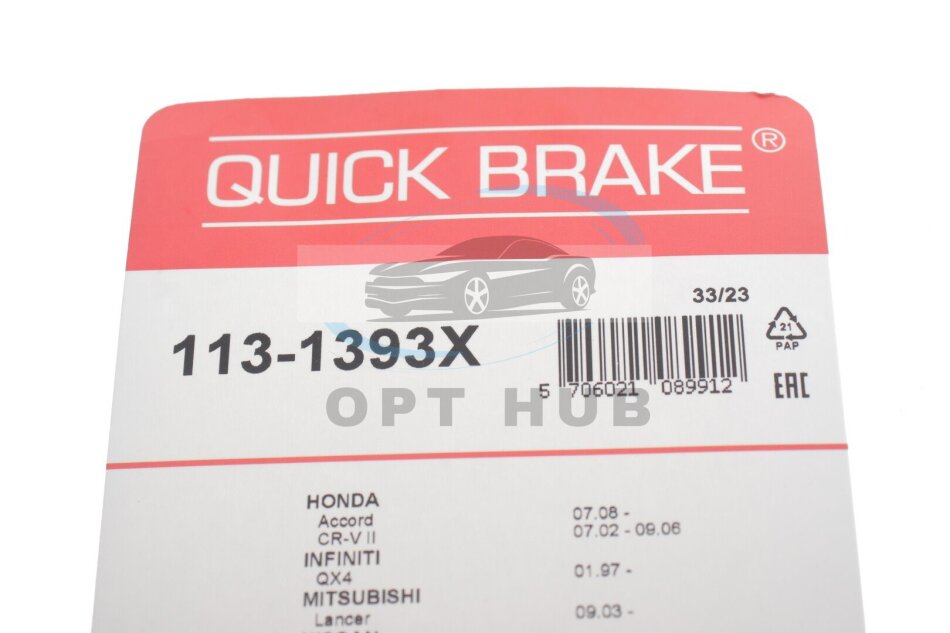 QUICK BRAKE®
33/23
113-1393X
21
PAP
5 706021 089912
EAC
OPT HUB
HONDA
Accord 07.08 -
CR-V II 07.02 - 09.06
INFINITI
QX4 01.97 -
MITSUBISHI
Lancer 09.03 -